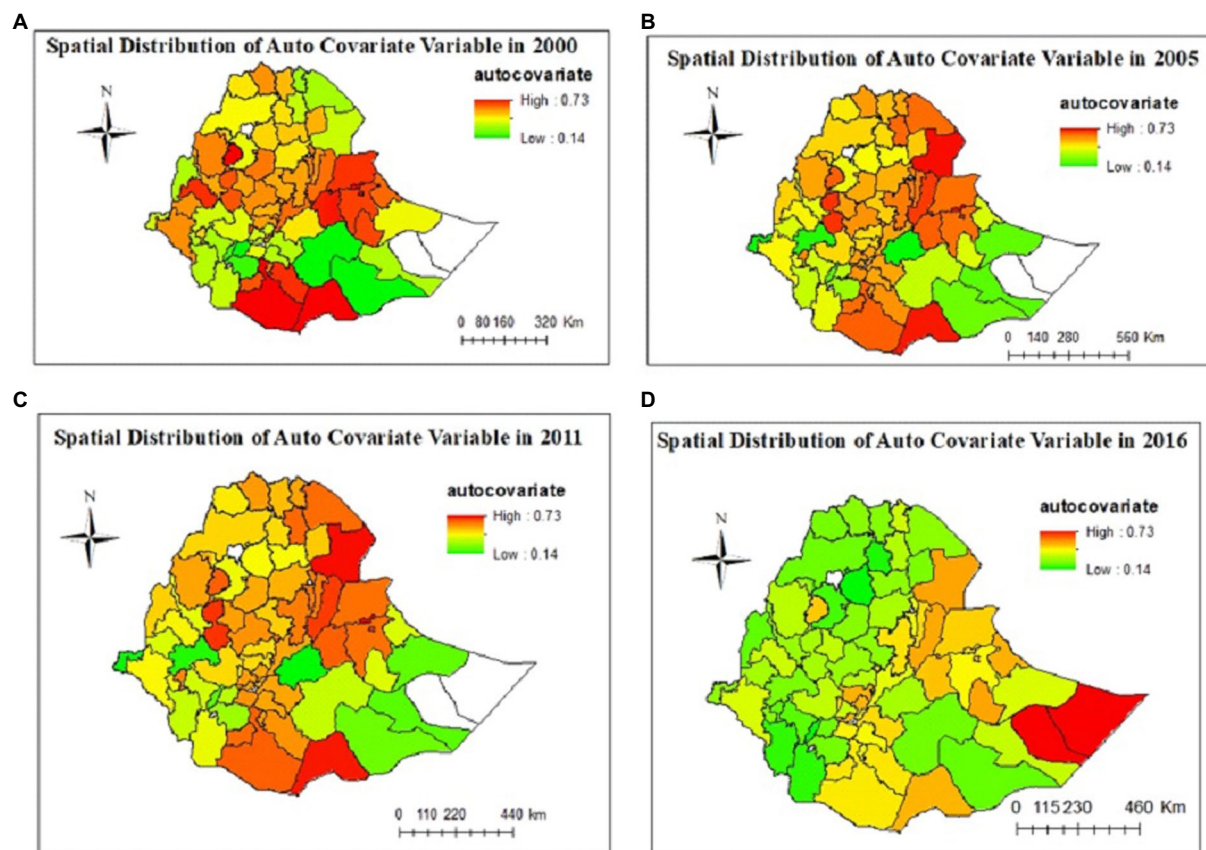 A
Spatial Distribution of Auto Covariate Variable in 2000
N
autocovariate
High : 0.73
Low : 0.14
0 80 160 320 Km
B
Spatial Distribution of Auto Covariate Variable in 2005
N
autocovariate
High : 0.73
Low : 0.14
0 140 280 560 Km
C
Spatial Distribution of Auto Covariate Variable in 2011
N
autocovariate
High : 0.73
Low : 0.14
0 110 220 440 km
D
Spatial Distribution of Auto Covariate Variable in 2016
N
autocovariate
High : 0.73
Low : 0.14
0 115 230 460 Km